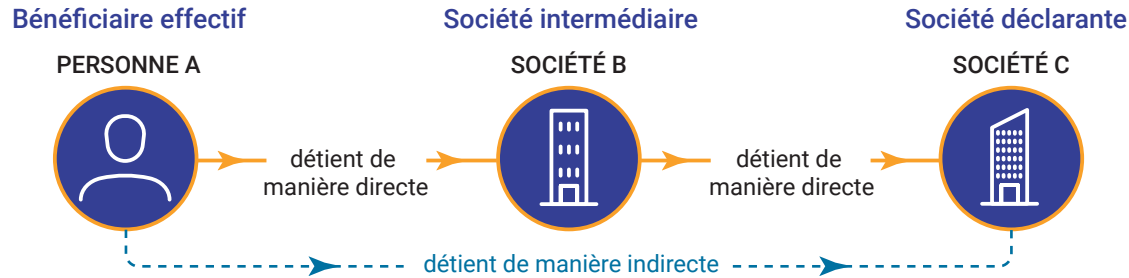 Bénéficiaire effectif
Société intermédiaire
Société déclarante
PERSONNE A
SOCIÉTÉ B
SOCIÉTÉ C
détient de
manière directe
détient de
manière directe
détient de manière indirecte